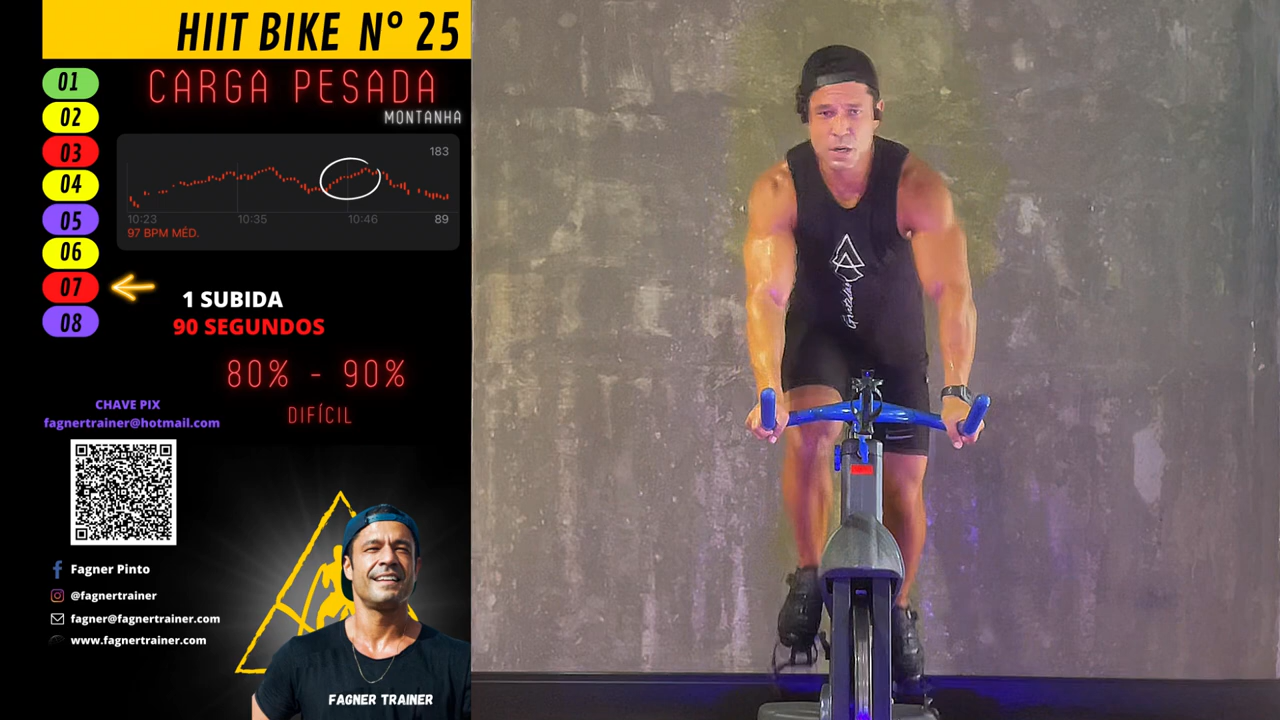 HIIT BIKE N° 25
01
CARGA PESADA
02
MONTANHA
03
183
04
05
10:23
10:35
10:46
89
97 BPM MÉD.
06
07
1 SUBIDA
08
90 SEGUNDOS
80% - 90%
DIFÍCIL
CHAVE PIX
fagnertrainer@hotmail.com
Fagner Pinto
@fagnertrainer
fagner@fagnertrainer.com
www.fagnertrainer.com
FAGNER TRAINER